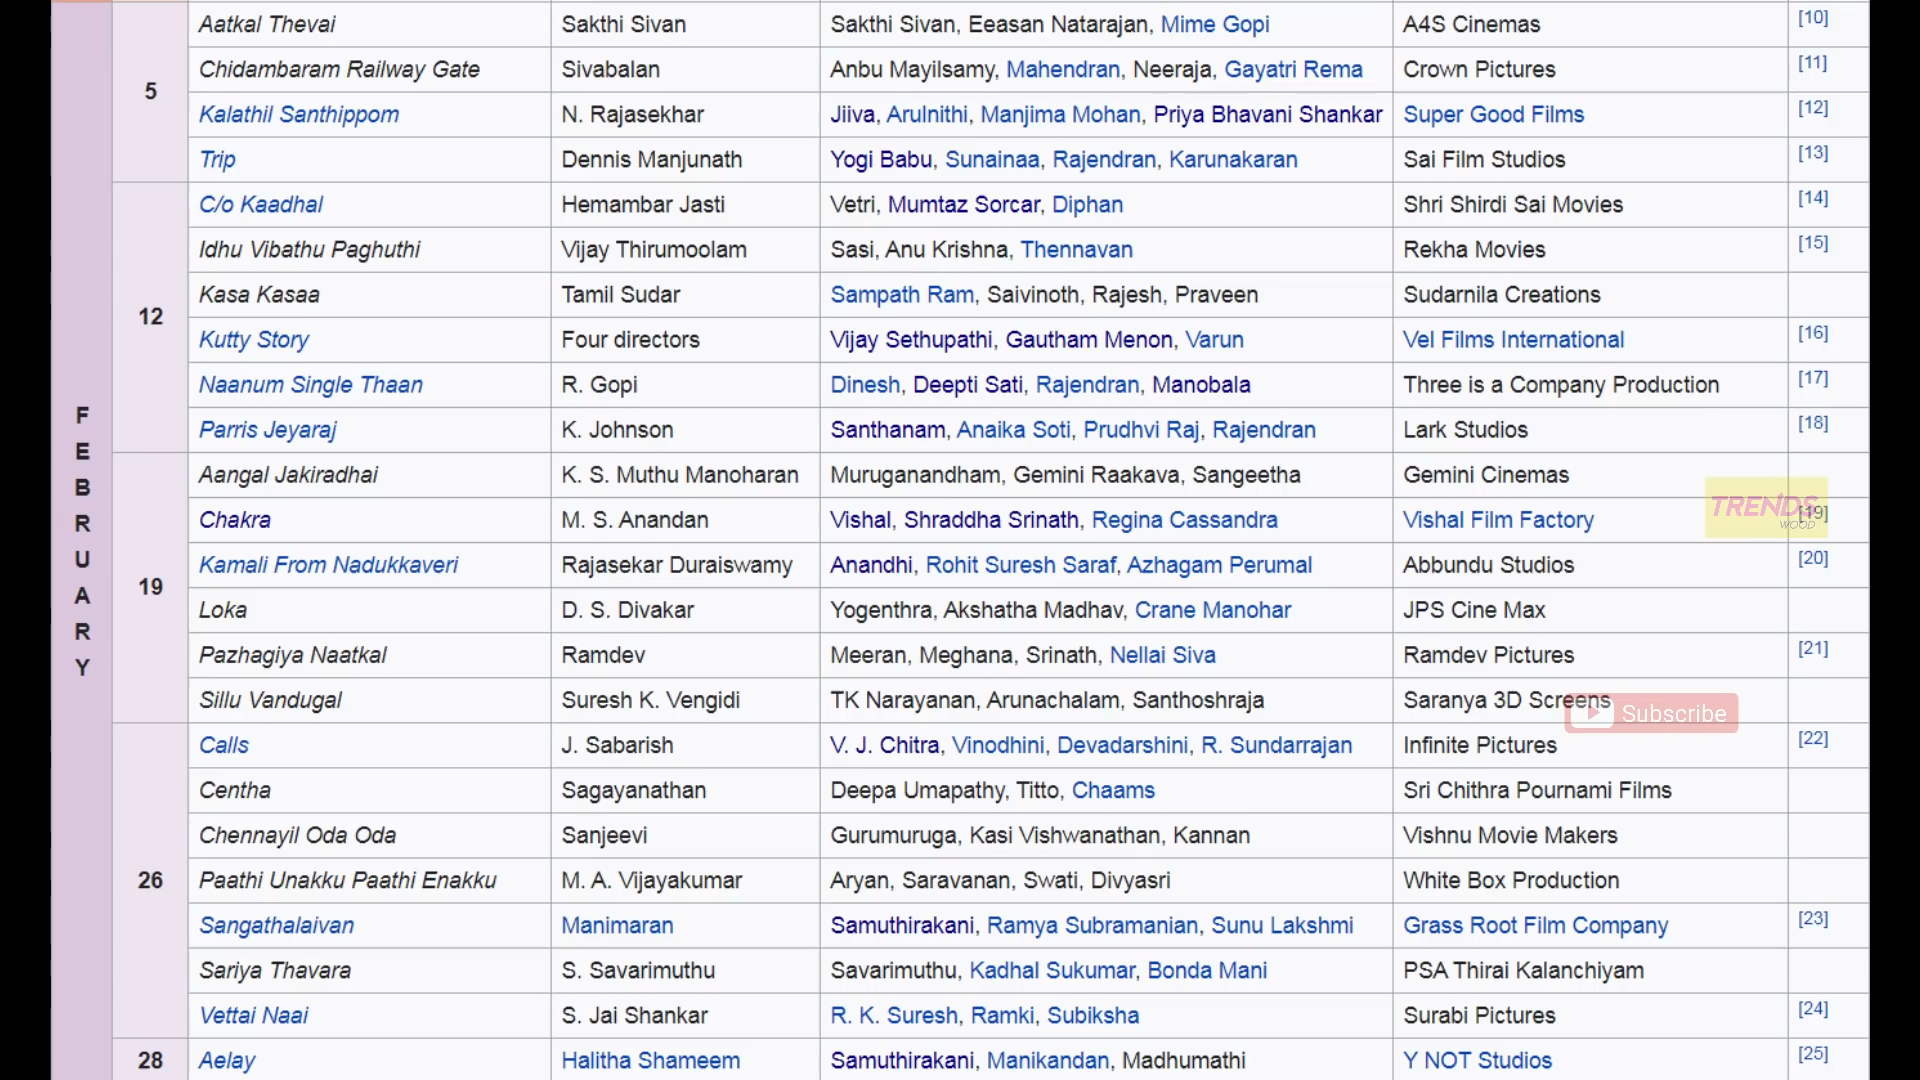 FEBRUARY
5
Aatkal Thevai Sakthi Sivan Sakthi Sivan, Eeasan Natarajan, Mime Gopi A4S Cinemas [10]
Chidambaram Railway Gate Sivabalan Anbu Mayilsamy, Mahendran, Neeraja, Gayatri Rema Crown Pictures [11]
Kalathil Santhippom N. Rajasekhar Jiiva, Arulnithi, Manjima Mohan, Priya Bhavani Shankar Super Good Films [12]
Trip Dennis Manjunath Yogi Babu, Sunainaa, Rajendran, Karunakaran Sai Film Studios [13]
12
C/o Kaadhal Hemambar Jasti Vetri, Mumtaz Sorcar, Diphan Shri Shirdi Sai Movies [14]
Idhu Vibathu Paghuthi Vijay Thirumoolam Sasi, Anu Krishna, Thennavan Rekha Movies [15]
Kasa Kasaa Tamil Sudar Sampath Ram, Saivinoth, Rajesh, Praveen Sudarnila Creations
Kutty Story Four directors Vijay Sethupathi, Gautham Menon, Varun Vel Films International [16]
Naanum Single Thaan R. Gopi Dinesh, Deepti Sati, Rajendran, Manobala Three is a Company Production [17]
Parris Jeyaraj K. Johnson Santhanam, Anaika Soti, Prudhvi Raj, Rajendran Lark Studios [18]
19
Aangal Jakiradhai K. S. Muthu Manoharan Muruganandham, Gemini Raakava, Sangeetha Gemini Cinemas
Chakra M. S. Anandan Vishal, Shraddha Srinath, Regina Cassandra Vishal Film Factory [19]
TRENDS
WOOD
Kamali From Nadukkaveri Rajasekar Duraiswamy Anandhi, Rohit Suresh Saraf, Azhagam Perumal Abbundu Studios [20]
Loka D. S. Divakar Yogenthra, Akshatha Madhav, Crane Manohar JPS Cine Max
Pazhagiya Naatkal Ramdev Meeran, Meghana, Srinath, Nellai Siva Ramdev Pictures [21]
Sillu Vandugal Suresh K. Vengidi TK Narayanan, Arunachalam, Santhoshraja Saranya 3D Screens
Subscribe
26
Calls J. Sabarish V. J. Chitra, Vinodhini, Devadarshini, R. Sundarrajan Infinite Pictures [22]
Centha Sagayanathan Deepa Umapathy, Titto, Chaams Sri Chithra Pournami Films
Chennayil Oda Oda Sanjeevi Gurumuruga, Kasi Vishwanathan, Kannan Vishnu Movie Makers
Paathi Unakku Paathi Enakku M. A. Vijayakumar Aryan, Saravanan, Swati, Divyasri White Box Production
Sangathalaivan Manimaran Samuthirakani, Ramya Subramanian, Sunu Lakshmi Grass Root Film Company [23]
Sariya Thavara S. Savarimuthu Savarimuthu, Kadhal Sukumar, Bonda Mani PSA Thirai Kalanchiyam
Vettai Naai S. Jai Shankar R. K. Suresh, Ramki, Subiksha Surabi Pictures [24]
28
Aelay Halitha Shameem Samuthirakani, Manikandan, Madhumathi Y NOT Studios [25]